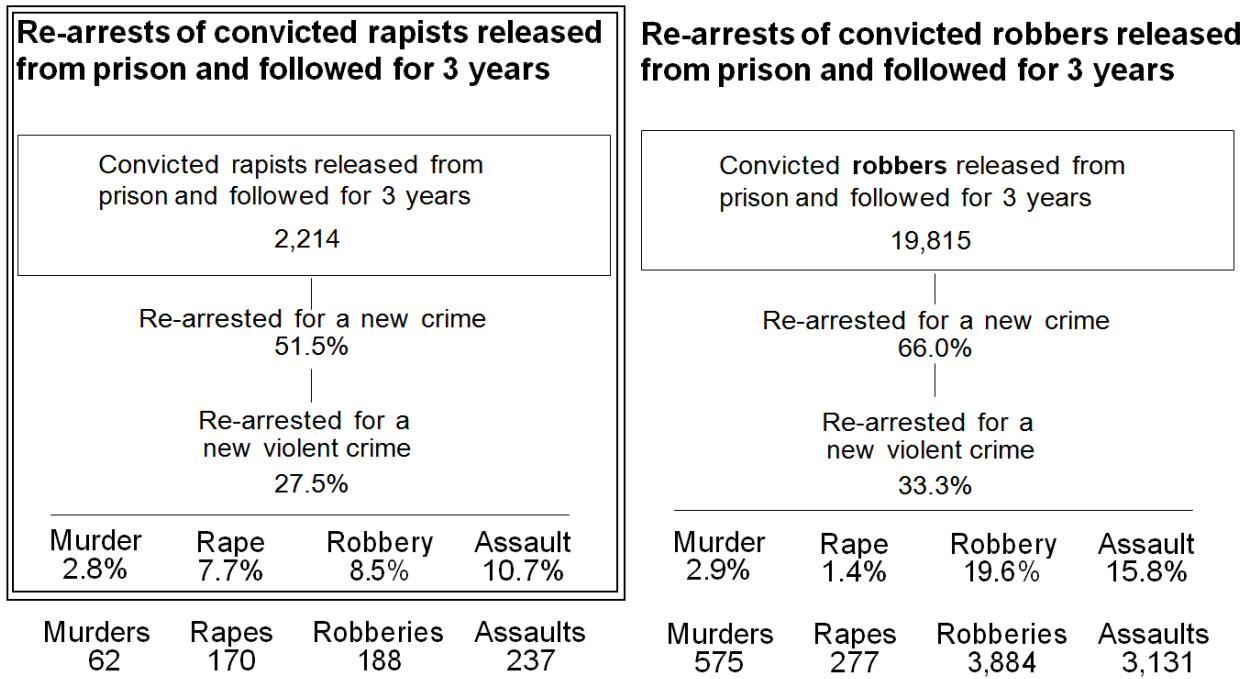 Re-arrests of convicted rapists released
from prison and followed for 3 years
Convicted rapists released from
prison and followed for 3 years
2,214
Re-arrested for a new crime
51.5%
Re-arrested for a
new violent crime
27.5%
Murder Rape Robbery Assault
2.8% 7.7% 8.5% 10.7%
Murders Rapes Robberies Assaults
62 170 188 237
Re-arrests of convicted robbers released
from prison and followed for 3 years
Convicted robbers released from
prison and followed for 3 years
19,815
Re-arrested for a new crime
66.0%
Re-arrested for a
new violent crime
33.3%
Murder Rape Robbery Assault
2.9% 1.4% 19.6% 15.8%
Murders Rapes Robberies Assaults
575 277 3,884 3,131